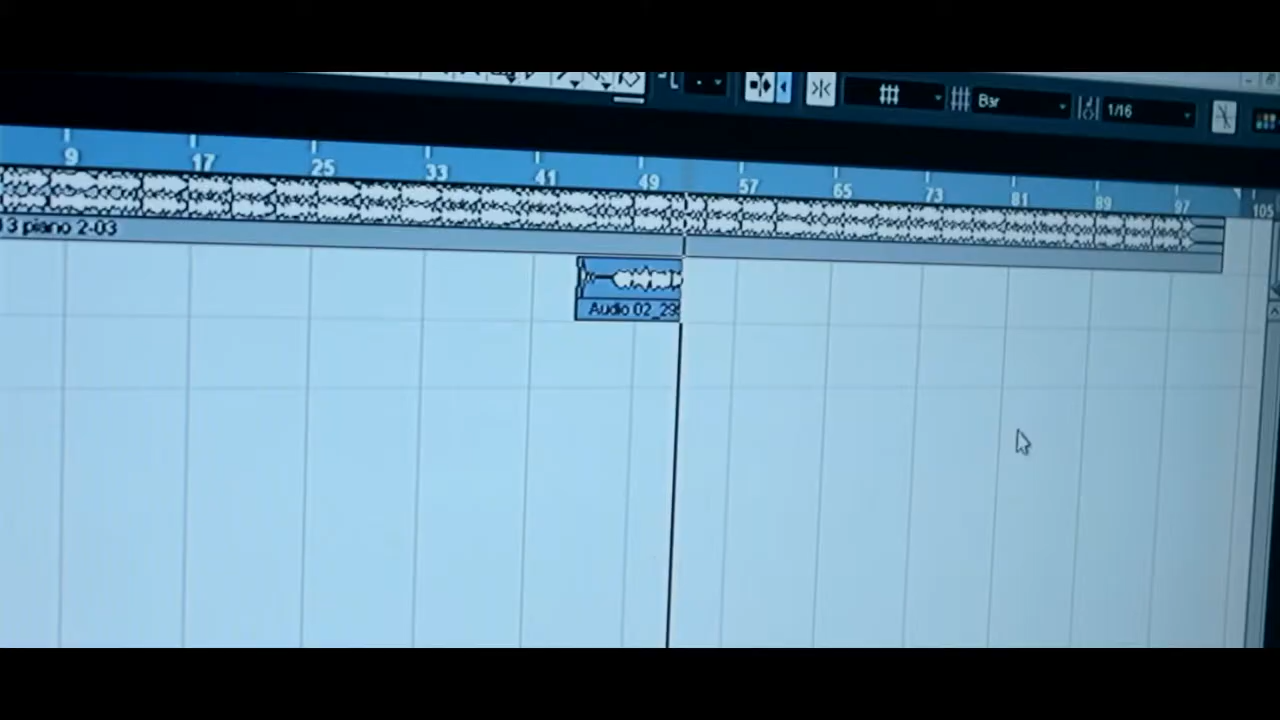 Bar
1/16
9 17 25 33 41 49 57 65 73 81 89 97 105
3 piano 2-03
Audio 02_29